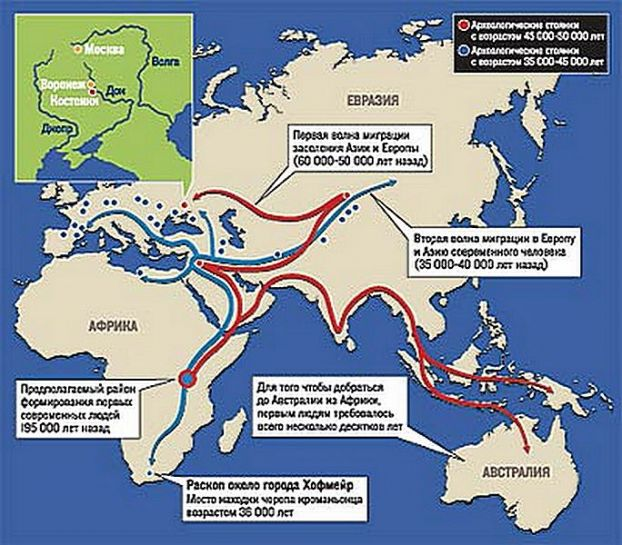 Москва
Волга
Воронеж
Костенки
Дон
Днепр
Археологические стоянки
с возрастом 45 000-50 000 лет
Археологические стоянки
с возрастом 35 000-45 000 лет
ЕВРАЗИЯ
Первая волна миграции
заселения Азии и Европы
(60 000-50 000 лет назад)
Вторая волна миграции в Европу
и Азию современного человека
(35 000-40 000 лет назад)
АФРИКА
Предполагаемый район
формирования первых
современных людей
195 000 лет назад
Для того чтобы добраться
до Австралии из Африки,
первым людям требовалось
всего несколько десятков лет
АВСТРАЛИЯ
Раскоп около города Хофмейр
Место находки черепа кроманьонца
возрастом 36 000 лет